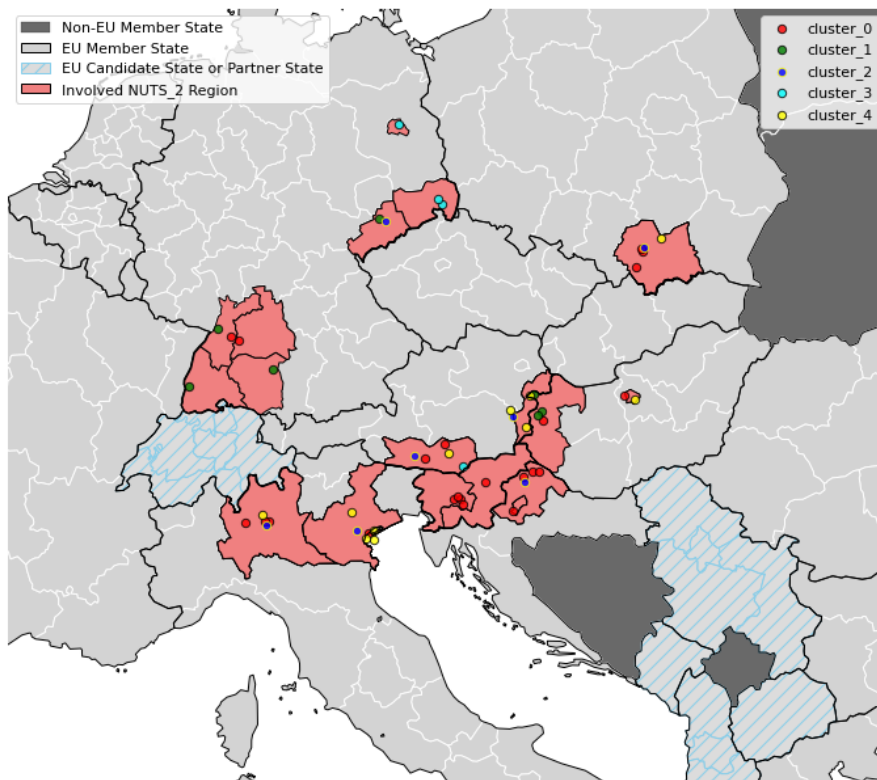 Non-EU Member State
EU Member State
EU Candidate State or Partner State
Involved NUTS_2 Region
cluster_0
cluster_1
cluster_2
cluster_3
cluster_4